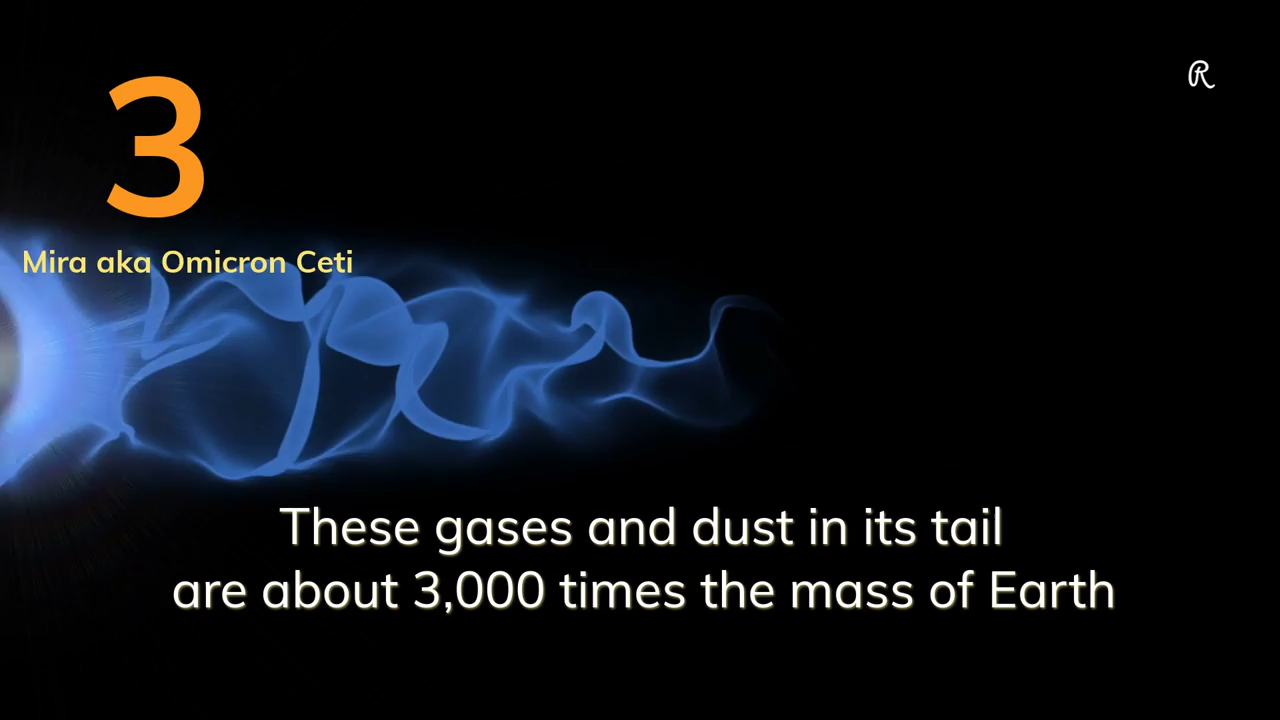 3
R
Mira aka Omicron Ceti
These gases and dust in its tail
are about 3,000 times the mass of Earth